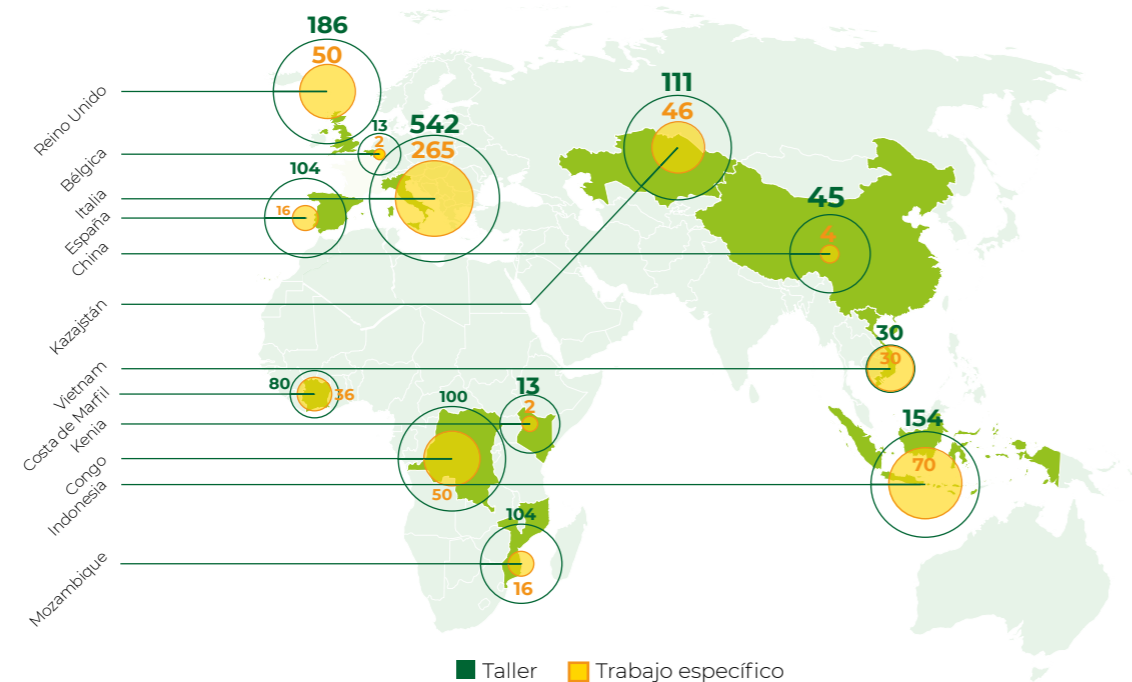 186
50
Reino Unido
111
46
13
2
Bélgica
542
265
Italia
104
16
España
45
4
China
Kazajstán
30
30
Vietnam
80
36
Costa de Marfil
13
2
Kenia
100
50
Congo
154
70
Indonesia
104
16
Mozambique
Taller
Trabajo específico